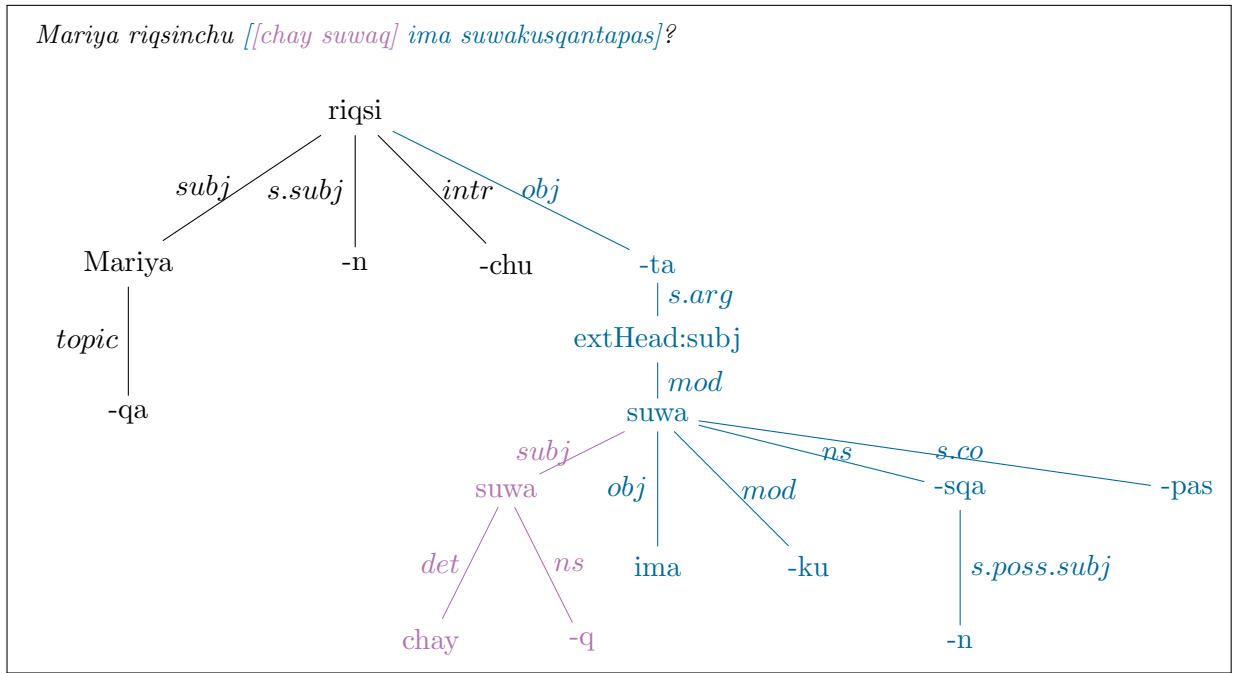 Mariya riqsinchu [[chay suwaq] ima suwakusqantapas]?
riqsi
subj s.subj intr obj
Mariya -n -chu -ta
s.arg
topic extHead:subj
mod
-qa suwa
subj ns s.co
suwa obj mod -sqa -pas
det ns ima -ku s.poss.subj
chay -q -n